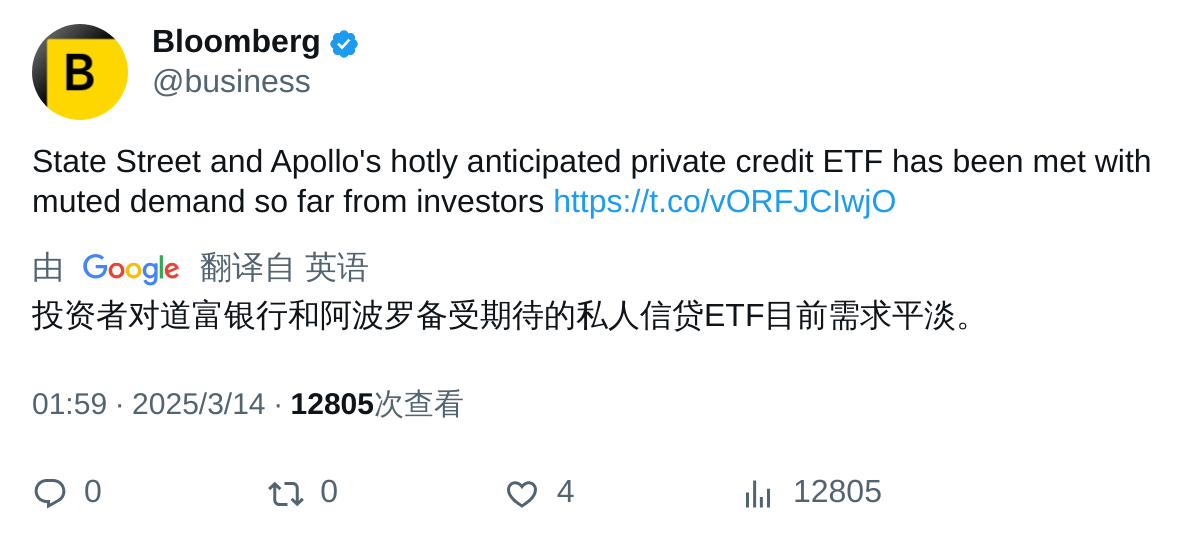 B
Bloomberg
@business
State Street and Apollo's hotly anticipated private credit ETF has been met with
muted demand so far from investors https://t.co/vORFJCIwjO
由 Google 翻译自 英语
投资者对道富银行和阿波罗备受期待的私人信贷ETF目前需求平淡。
01:59 · 2025/3/14 · 12805次查看
0 0 4 12805